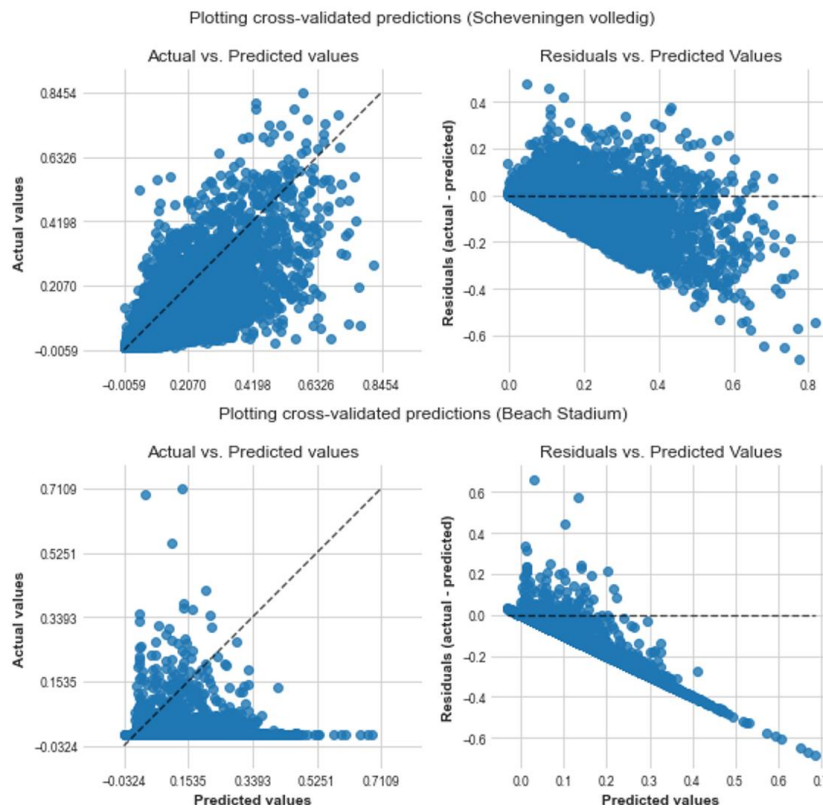 Plotting cross-validated predictions (Scheveningen volledig)
Actual vs. Predicted values
Residuals vs. Predicted Values
Actual values
0.8454
0.6326
0.4198
0.2070
−0.0059
−0.0059 0.2070 0.4198 0.6326 0.8454
Residuals (actual - predicted)
0.4
0.2
0.0
−0.2
−0.4
−0.6
0.0 0.2 0.4 0.6 0.8
Plotting cross-validated predictions (Beach Stadium)
Actual vs. Predicted values
Residuals vs. Predicted Values
Actual values
0.7109
0.5251
0.3393
0.1535
−0.0324
−0.0324 0.1535 0.3393 0.5251 0.7109
Predicted values
Residuals (actual - predicted)
0.6
0.4
0.2
0.0
−0.2
−0.4
−0.6
0.0 0.1 0.2 0.3 0.4 0.5 0.6
Predicted values